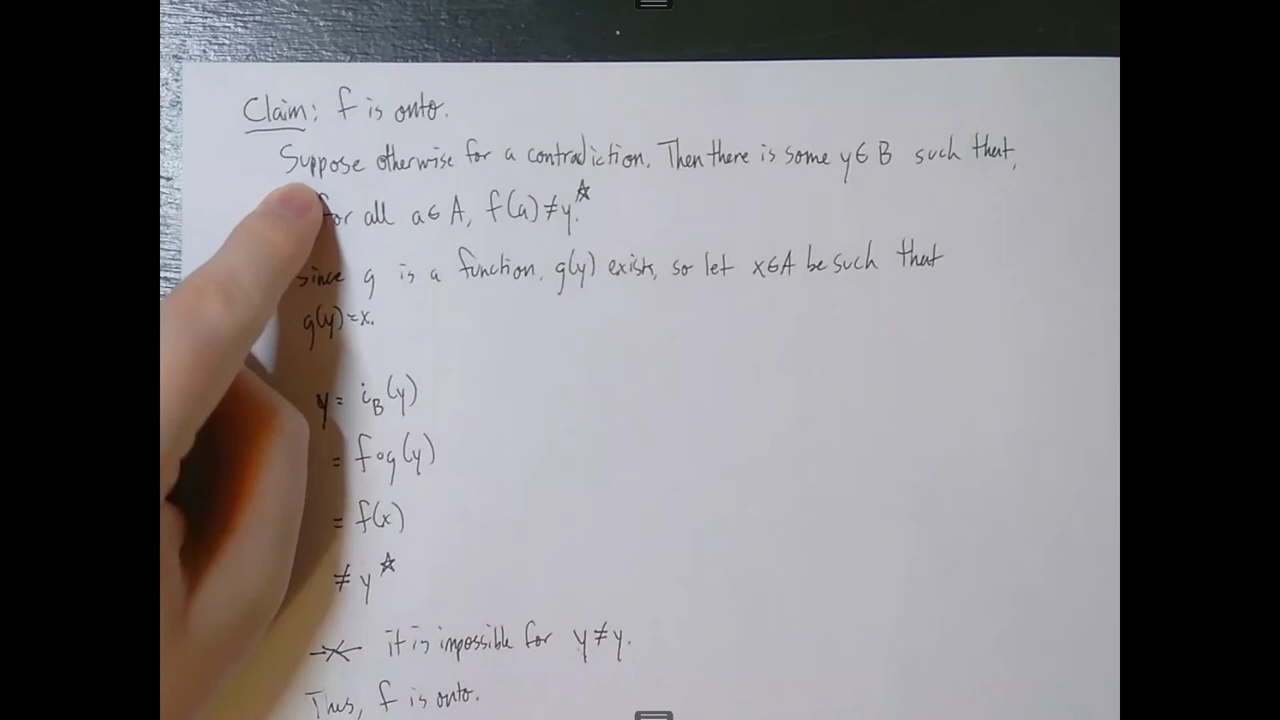 Claim: f is onto.
Suppose otherwise for a contradiction. Then there is some y∈B such that,
for all a∈A, f(a)≠y.☆
Since g is a function, g(y) exists, so let x∈A be such that
g(y)=x.
y = i_B(y)
= f∘g(y)
= f(x)
≠ y☆
it is impossible for y≠y.
Thus, f is onto.